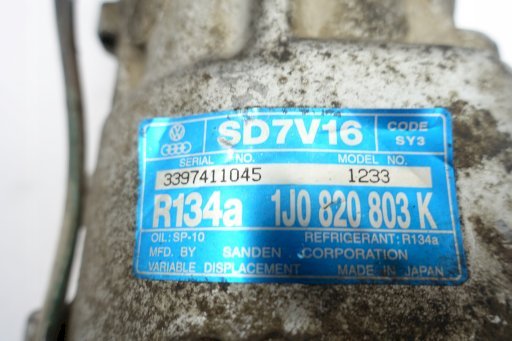 SD7V16 CODE SY3
SERIAL NO. MODEL NO.
3397411045 1233
R134a 1J0 820 803 K
OIL: SP-10 REFRIGERANT: R134a
MFD. BY SANDEN CORPORATION
VARIABLE DISPLACEMENT MADE IN JAPAN